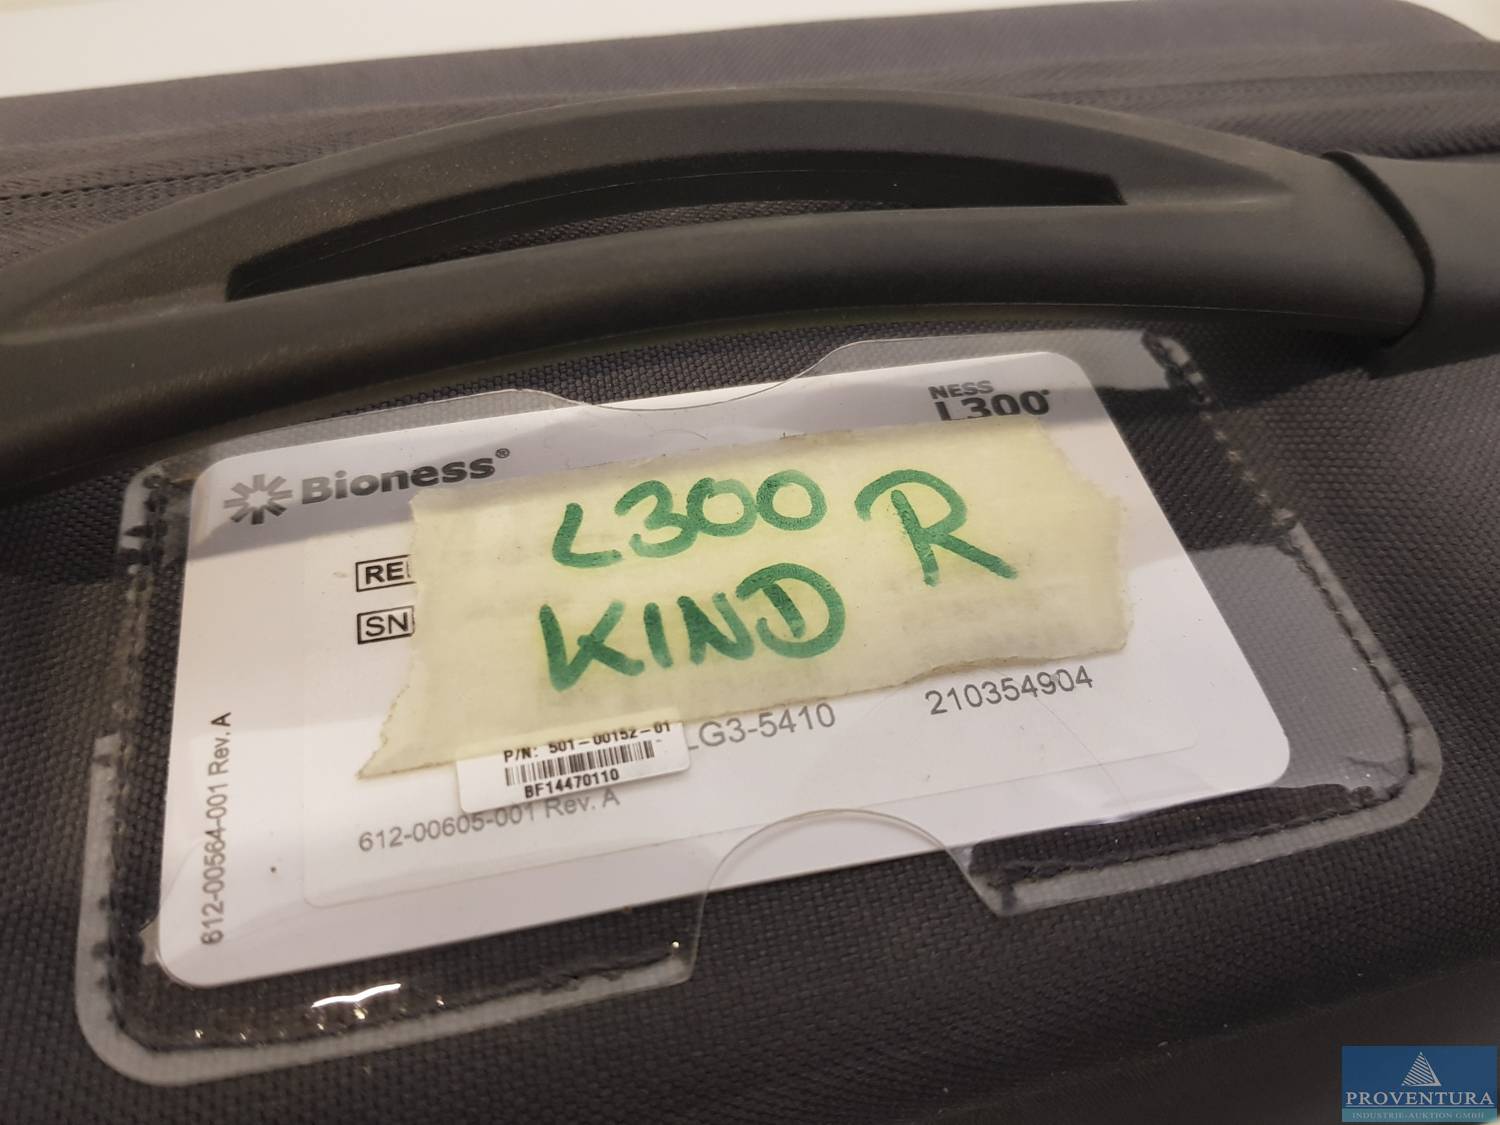 NESS
L300®
Bioness®
L300 R
KIND
SN
210354904
LG3-5410
P/N: 501-00152-01
BF14470110
612-00605-001 Rev. A
612-00564-001 Rev. A
PROVENTURA
INDUSTRIE-AUKTION GMBH